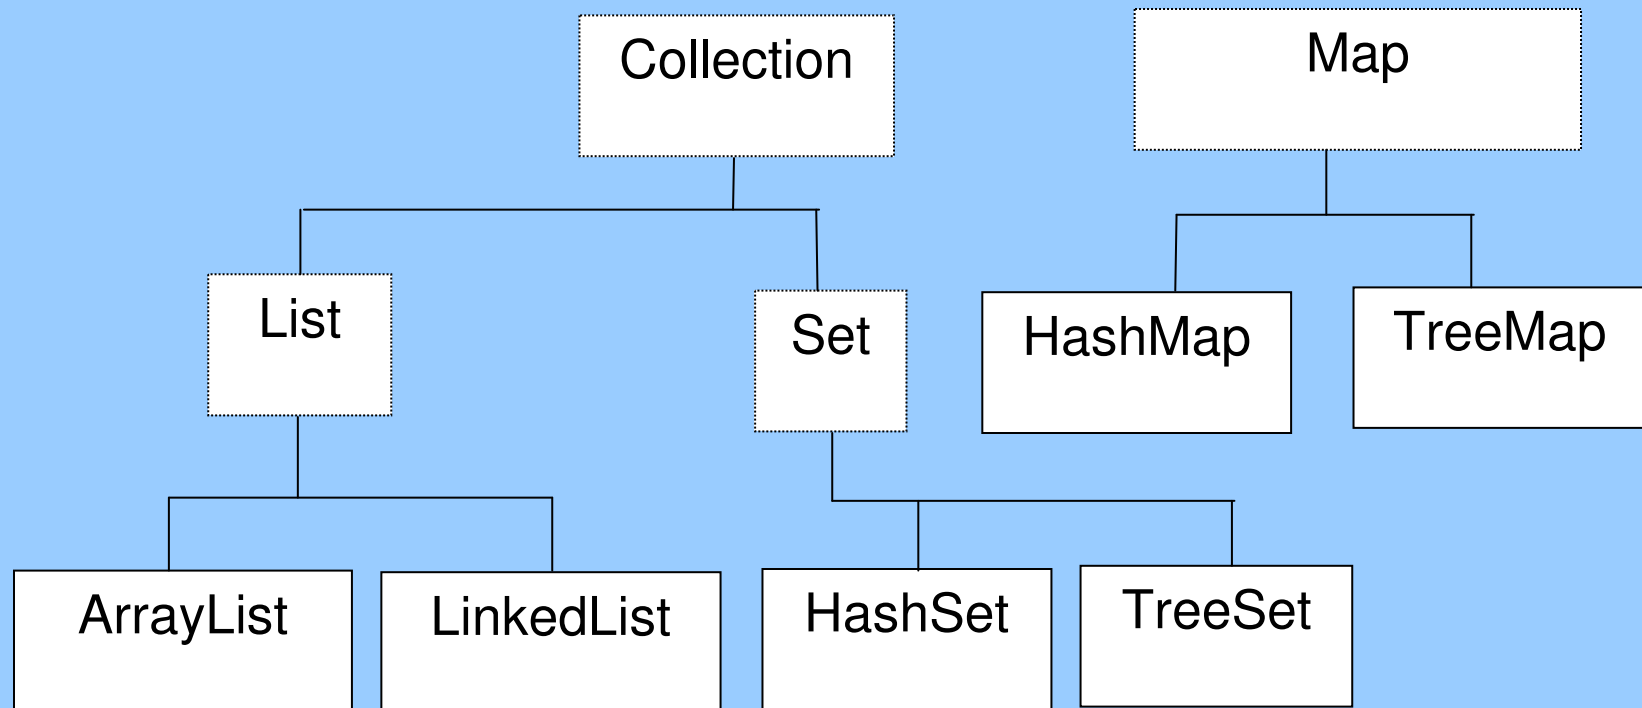 Collection
Map
List
Set
HashMap
TreeMap
ArrayList
LinkedList
HashSet
TreeSet